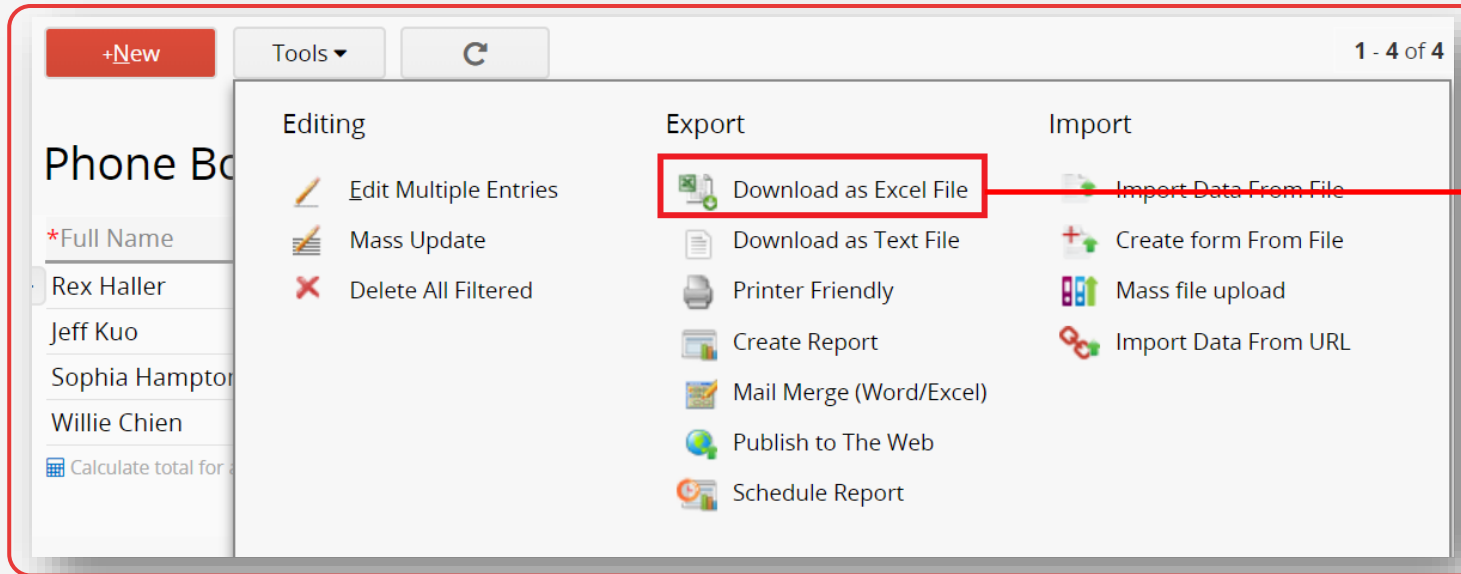 +New
Tools
1 - 4 of 4
Editing
Export
Import
Phone Bo
Edit Multiple Entries
Download as Excel File
Import Data From File
*Full Name
Mass Update
Download as Text File
Create form From File
Rex Haller
Delete All Filtered
Printer Friendly
Mass file upload
Jeff Kuo
Create Report
Import Data From URL
Sophia Hampton
Mail Merge (Word/Excel)
Willie Chien
Publish to The Web
Calculate total for a
Schedule Report